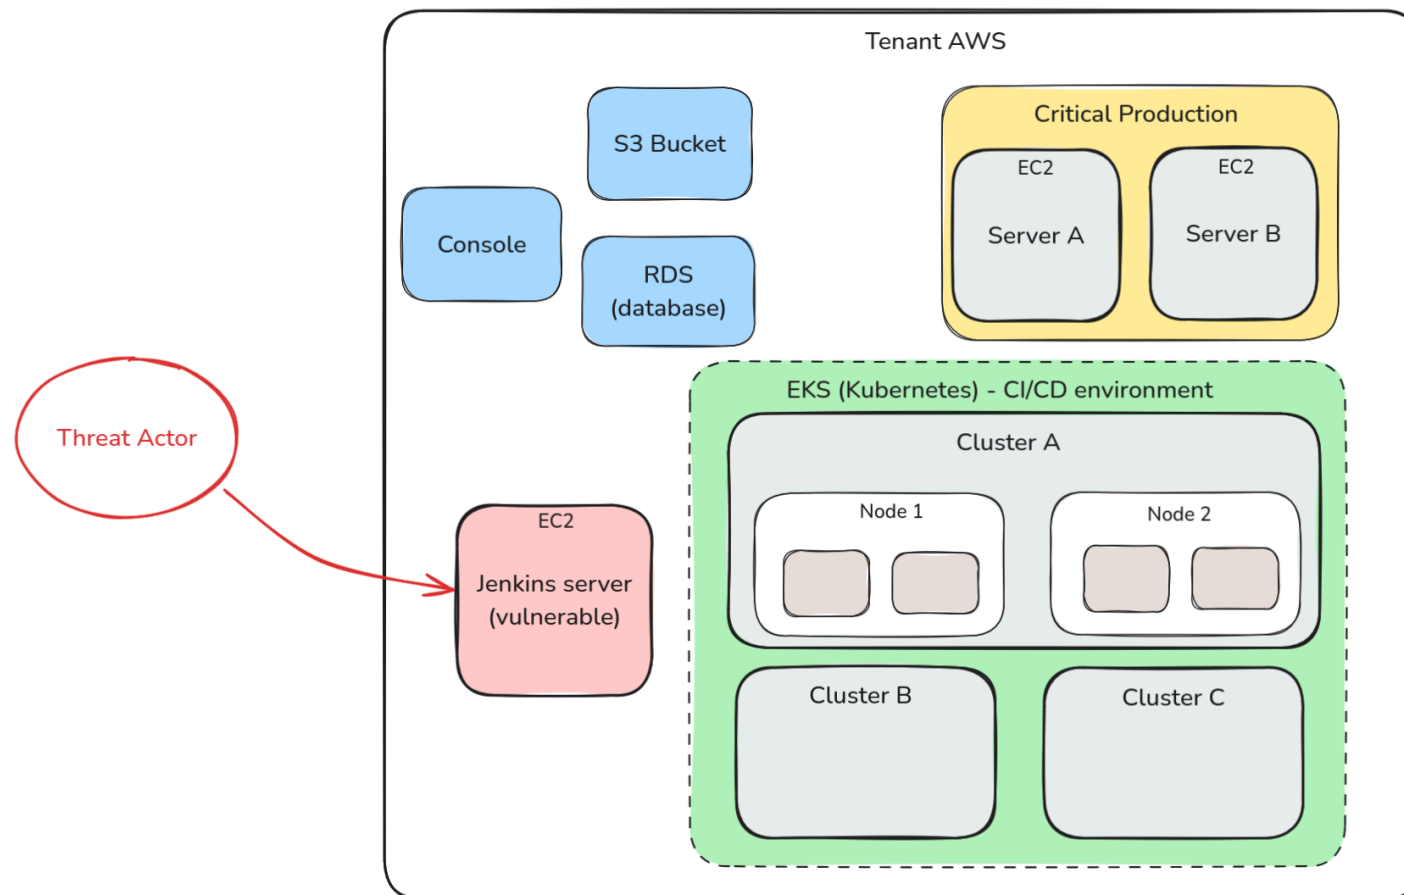 Tenant AWS
S3 Bucket
Console
RDS
(database)
Critical Production
EC2
Server A
EC2
Server B
Threat Actor
EC2
Jenkins server
(vulnerable)
EKS (Kubernetes) - CI/CD environment
Cluster A
Node 1
Node 2
Cluster B
Cluster C